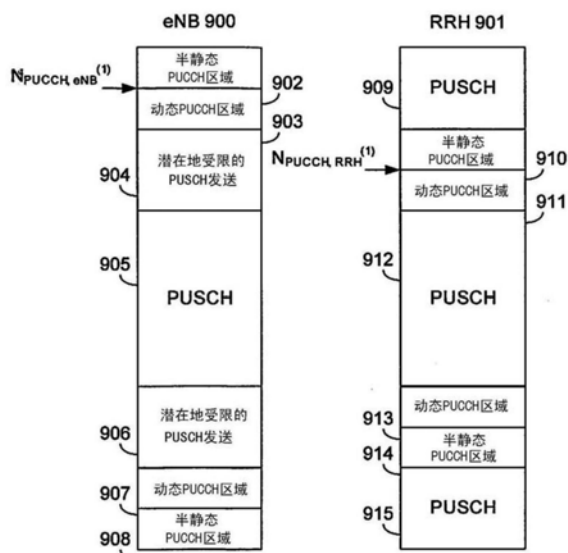 eNB 900
半静态
PUCCH区域
N_PUCCH, eNB^(1)
902
动态PUCCH区域
903
潜在地受限的
PUSCH发送
904
905
PUSCH
潜在地受限的
PUSCH发送
906
动态PUCCH区域
907
半静态
PUCCH区域
908
RRH 901
909
PUSCH
半静态
PUCCH区域
N_PUCCH, RRH^(1)
910
动态PUCCH区域
911
912
PUSCH
动态PUCCH区域
913
半静态
PUCCH区域
914
PUSCH
915